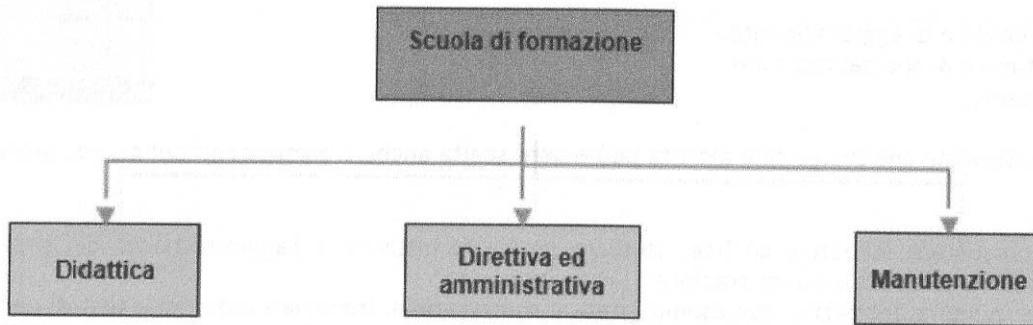 Scuola di formazione
Didattica
Direttiva ed
amministrativa
Manutenzione